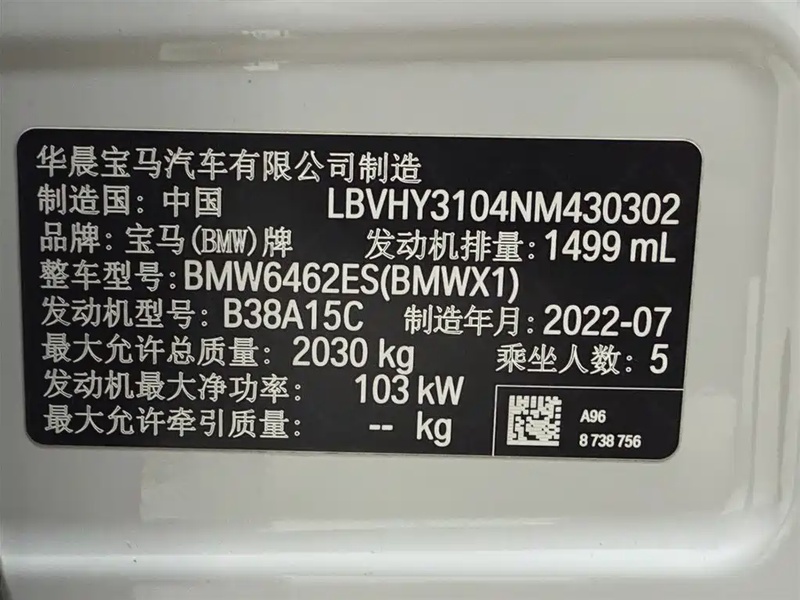 华晨宝马汽车有限公司制造
制造国: 中国 LBVHY3104NM430302
品牌: 宝马(BMW)牌 发动机排量: 1499 mL
整车型号: BMW6462ES(BMWX1)
发动机型号: B38A15C 制造年月: 2022-07
最大允许总质量: 2030 kg 乘坐人数: 5
发动机最大净功率: 103 kW
最大允许牵引质量: -- kg
A96
8 738 756